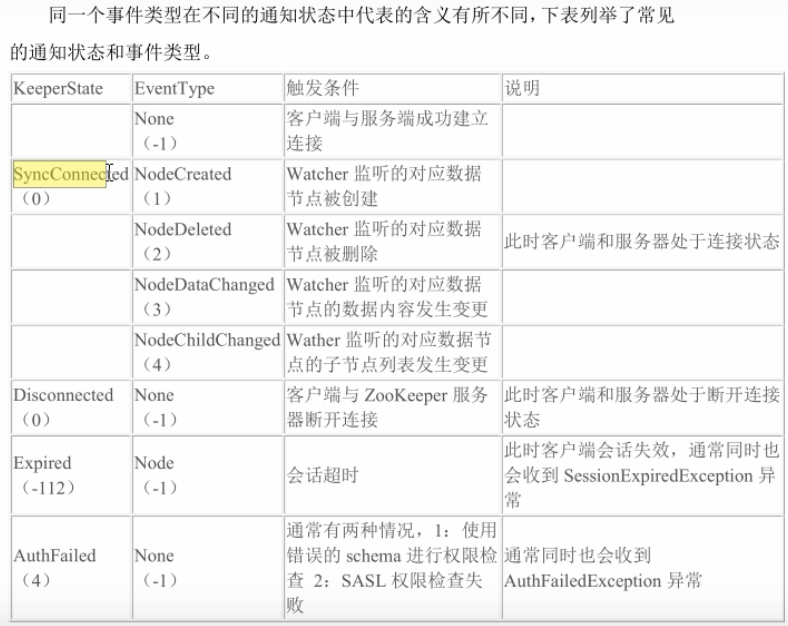 同一个事件类型在不同的通知状态中代表的含义有所不同，下表列举了常见
的通知状态和事件类型。
KeeperState EventType 触发条件 说明
None
（-1）
客户端与服务端成功建立
连接
SyncConnected
（0）
NodeCreated
（1）
Watcher 监听的对应数据
节点被创建
NodeDeleted
（2）
Watcher 监听的对应数据
节点被删除
此时客户端和服务器处于连接状态
NodeDataChanged
（3）
Watcher 监听的对应数据
节点的数据内容发生变更
NodeChildChanged
（4）
Wather 监听的对应数据节
点的子节点列表发生变更
Disconnected
（0）
None
（-1）
客户端与 ZooKeeper 服务
器断开连接
此时客户端和服务器处于断开连接
状态
Expired
（-112）
Node
（-1）
会话超时
此时客户端会话失效，通常同时也
会收到 SessionExpiredException 异
常
AuthFailed
（4）
None
（-1）
通常有两种情况，1：使用
错误的 schema 进行权限检
查 2：SASL 权限检查失
败
通常同时也会收到
AuthFailedException 异常